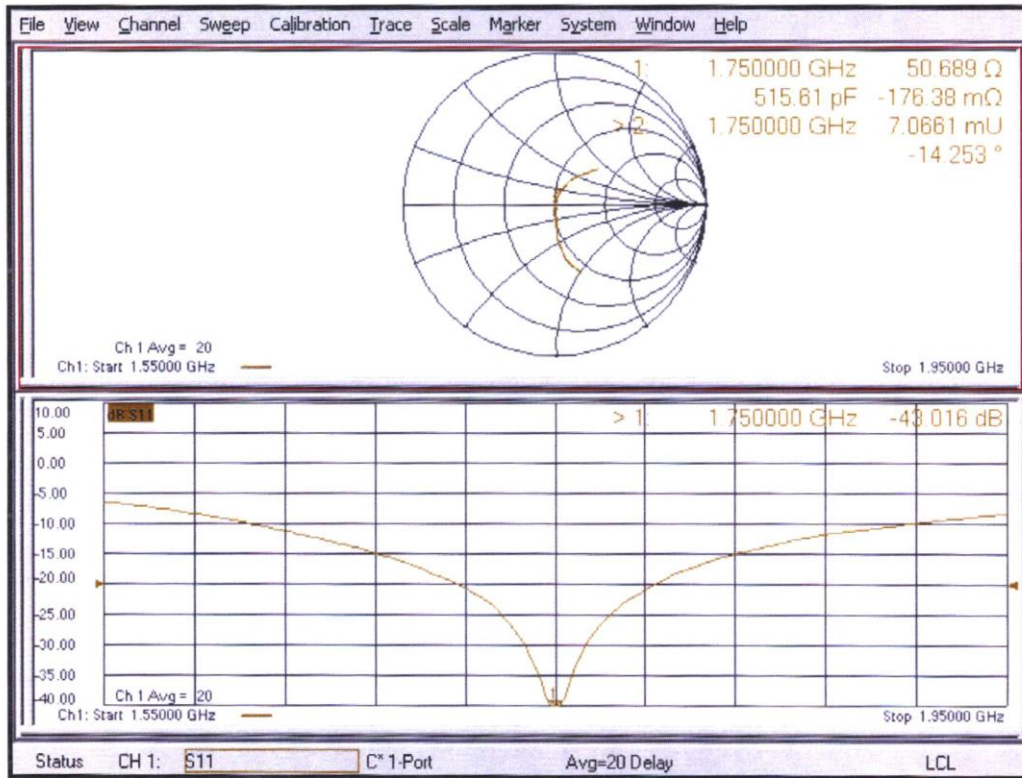 File View Channel Sweep Calibration Trace Scale Marker System Window Help
1: 1.750000 GHz 50.689 Ω
515.61 pF -176.38 mΩ
> 2: 1.750000 GHz 7.0661 mU
-14.253 °
Ch 1 Avg = 20
Ch1: Start 1.55000 GHz Stop 1.95000 GHz
10.00 dB S11 > 1: 1.750000 GHz -43.016 dB
5.00
0.00
-5.00
-10.00
-15.00
-20.00
-25.00
-30.00
-35.00
-40.00
1
Ch 1 Avg = 20
Ch1: Start 1.55000 GHz Stop 1.95000 GHz
Status CH 1: S11 C* 1-Port Avg=20 Delay LCL